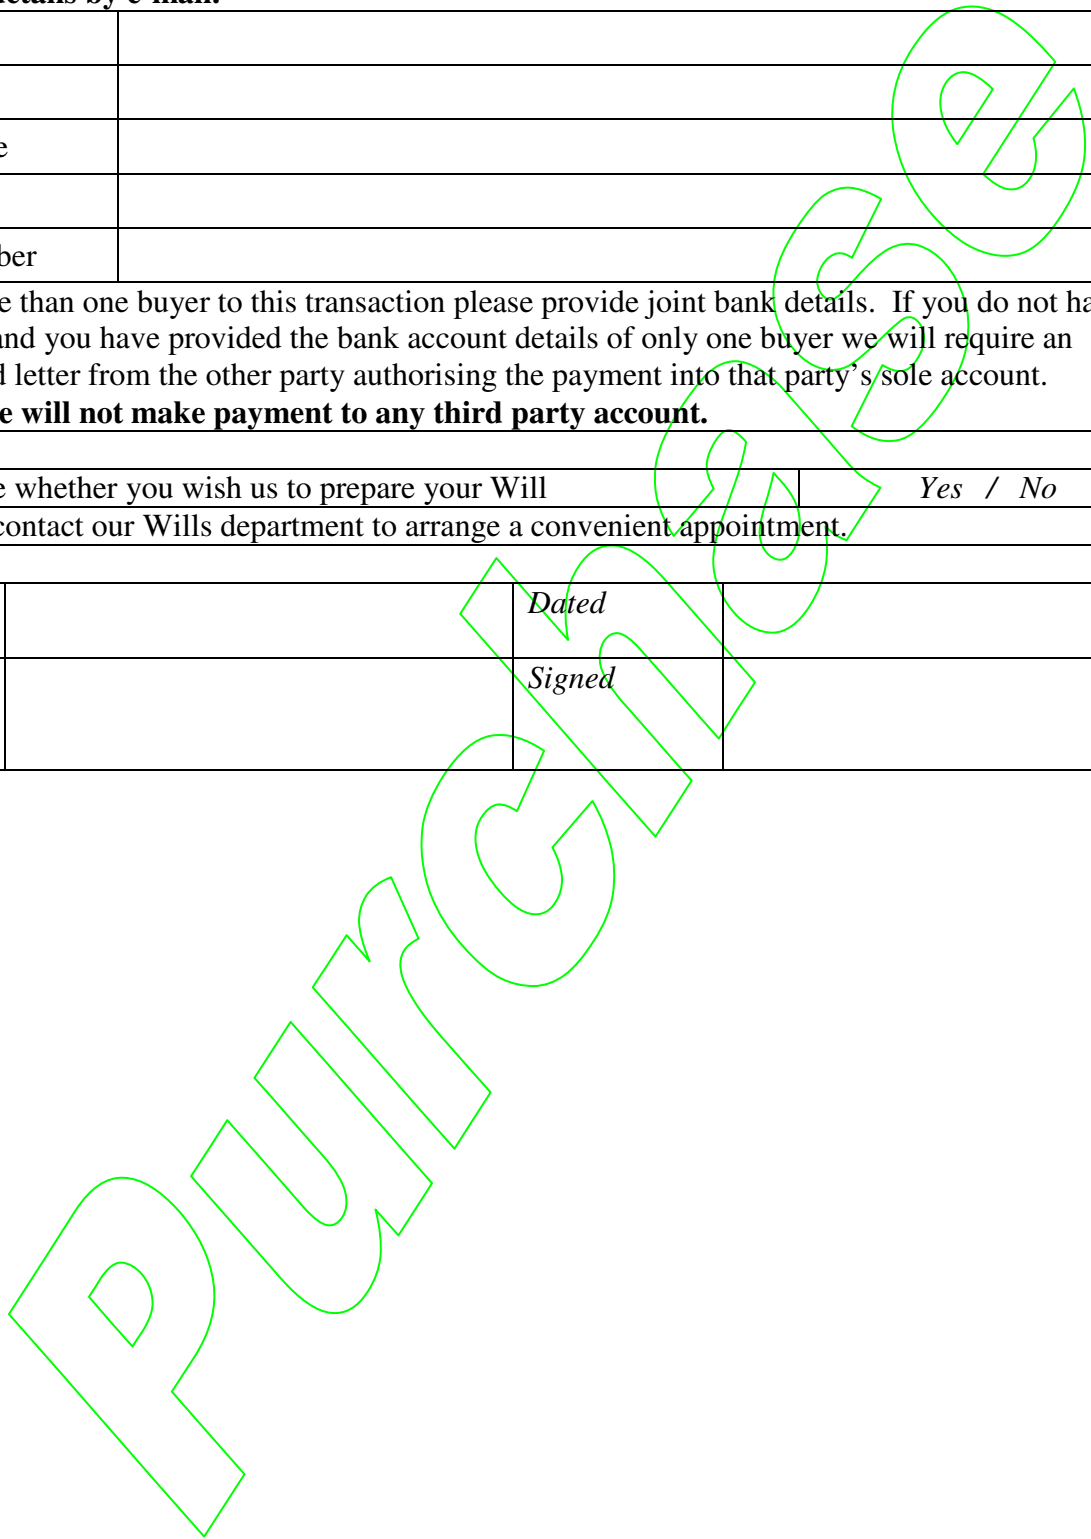 details by e-mail.
e
ber
e than one buyer to this transaction please provide joint bank details.  If you do not ha
and you have provided the bank account details of only one buyer we will require an
d letter from the other party authorising the payment into that party's sole account.
e will not make payment to any third party account.
e whether you wish us to prepare your Will Yes / No
contact our Wills department to arrange a convenient appointment.
Dated
Signed
Purchase